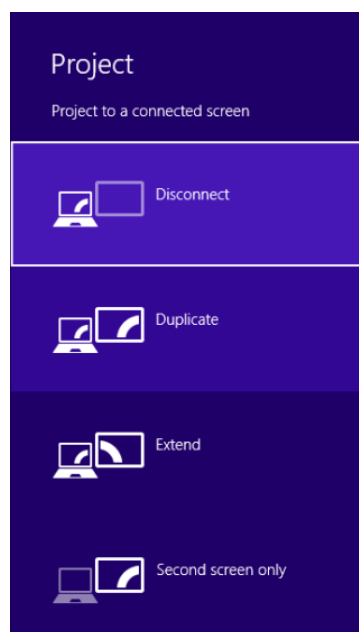 Project
Project to a connected screen
Disconnect
Duplicate
Extend
Second screen only